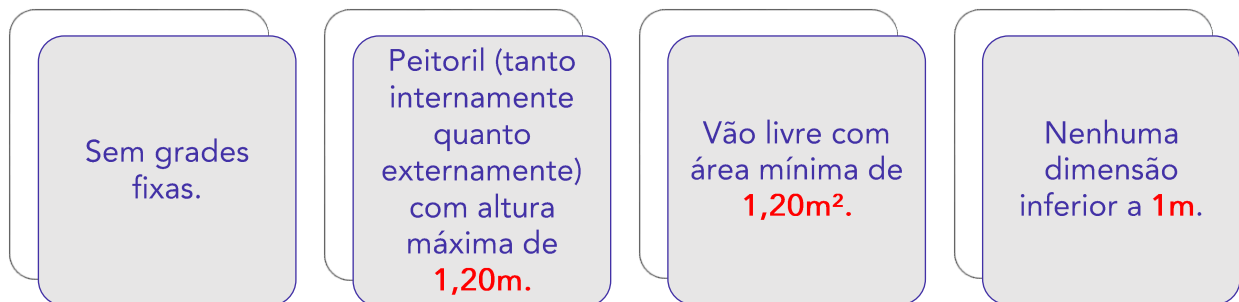 Sem grades
fixas.
Peitoril (tanto
internamente
quanto
externamente)
com altura
máxima de
1,20m.
Vão livre com
área mínima de
1,20m².
Nenhuma
dimensão
inferior a 1m.